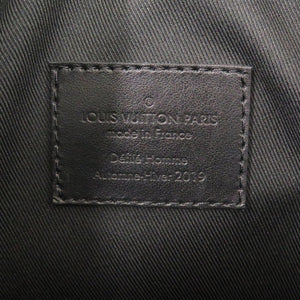 LOUIS VUITTON PARIS
made in France
Défilé Homme
Automne-Hiver 2019